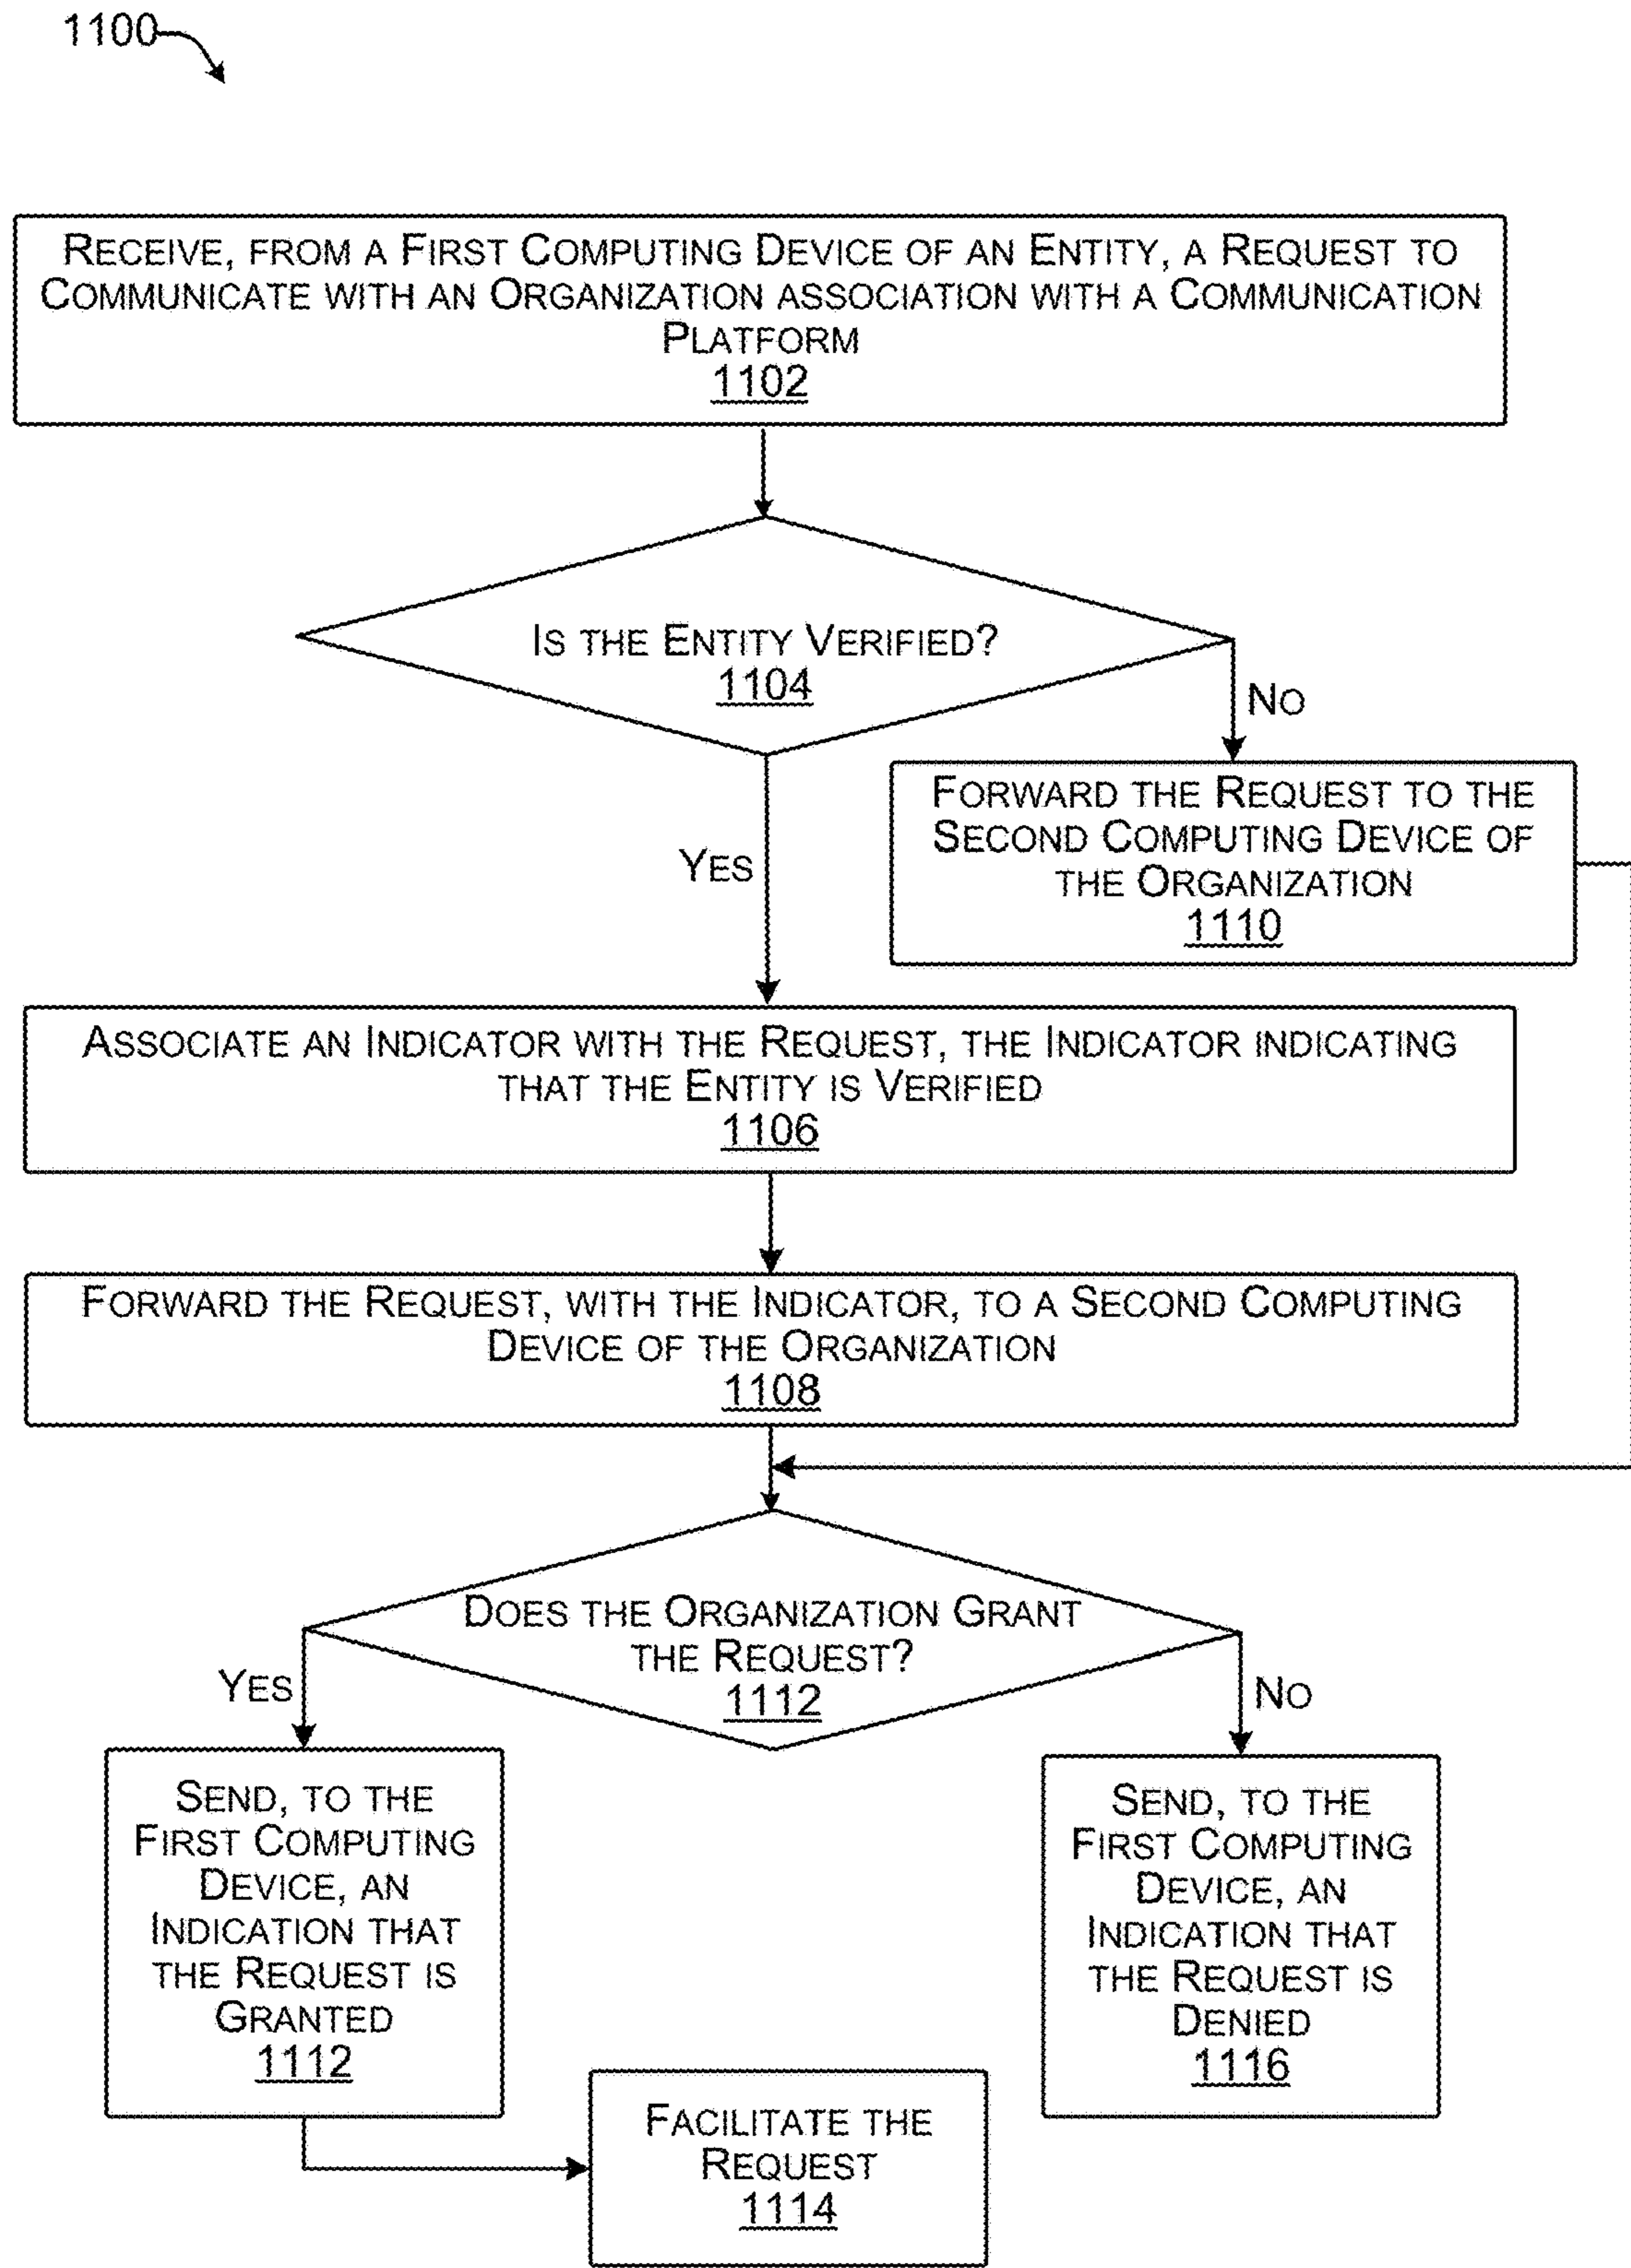 1100
RECEIVE, FROM A FIRST COMPUTING DEVICE OF AN ENTITY, A REQUEST TO
COMMUNICATE WITH AN ORGANIZATION ASSOCIATION WITH A COMMUNICATION
PLATFORM
1102
IS THE ENTITY VERIFIED?
1104
NO
FORWARD THE REQUEST TO THE
SECOND COMPUTING DEVICE OF
THE ORGANIZATION
1110
YES
ASSOCIATE AN INDICATOR WITH THE REQUEST, THE INDICATOR INDICATING
THAT THE ENTITY IS VERIFIED
1106
FORWARD THE REQUEST, WITH THE INDICATOR, TO A SECOND COMPUTING
DEVICE OF THE ORGANIZATION
1108
DOES THE ORGANIZATION GRANT
THE REQUEST?
1112
YES
NO
SEND, TO THE
FIRST COMPUTING
DEVICE, AN
INDICATION THAT
THE REQUEST IS
GRANTED
1112
SEND, TO THE
FIRST COMPUTING
DEVICE, AN
INDICATION THAT
THE REQUEST IS
DENIED
1116
FACILITATE THE
REQUEST
1114